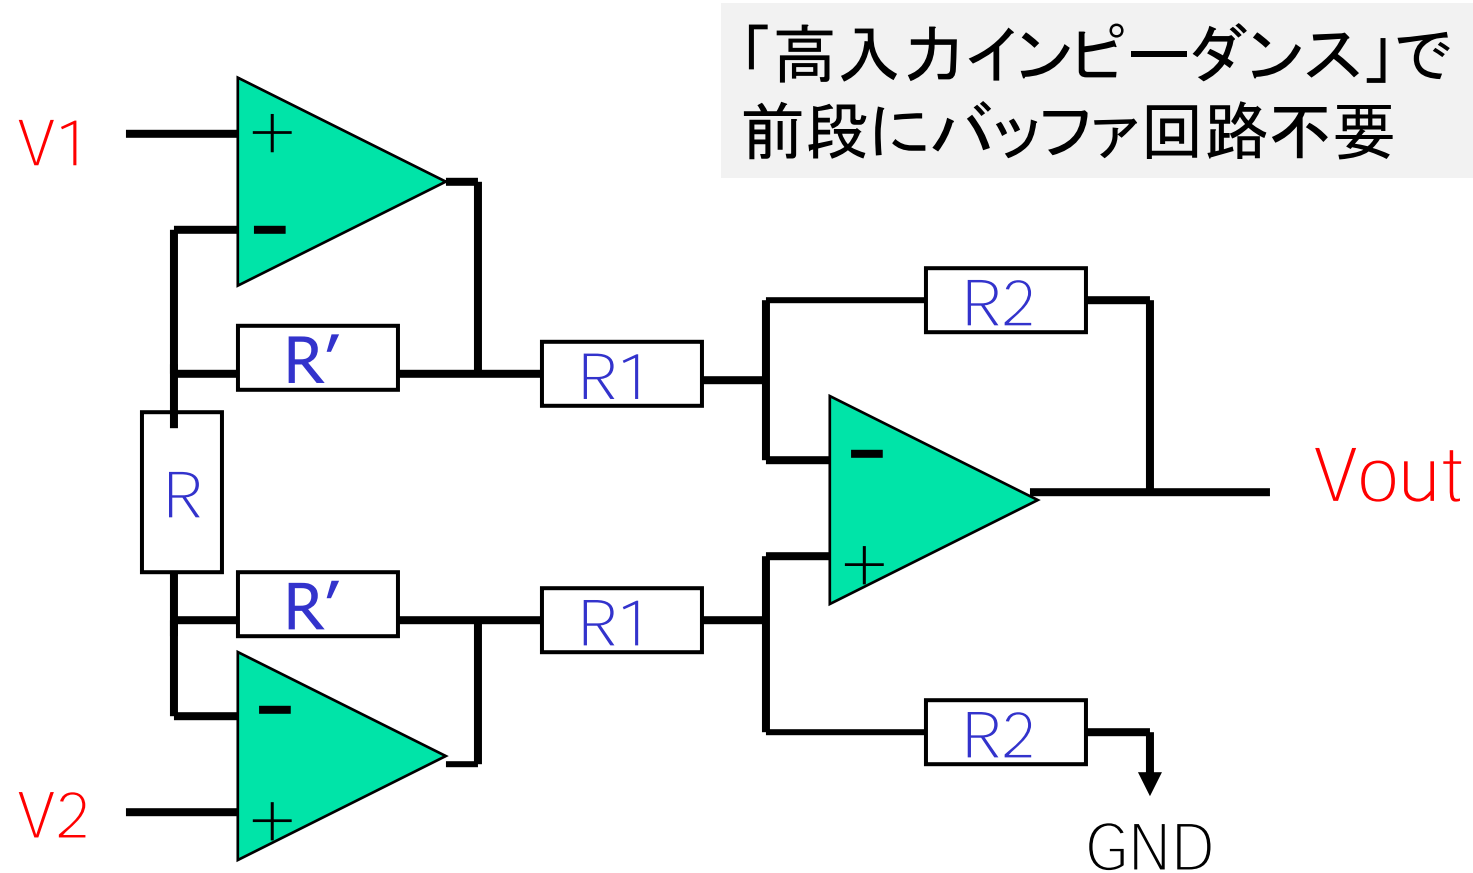 「高入力インピーダンス」で
前段にバッファ回路不要
V1
+
-
R'
R1
R2
R
-
+
Vout
R'
R1
R2
-
+
V2
GND